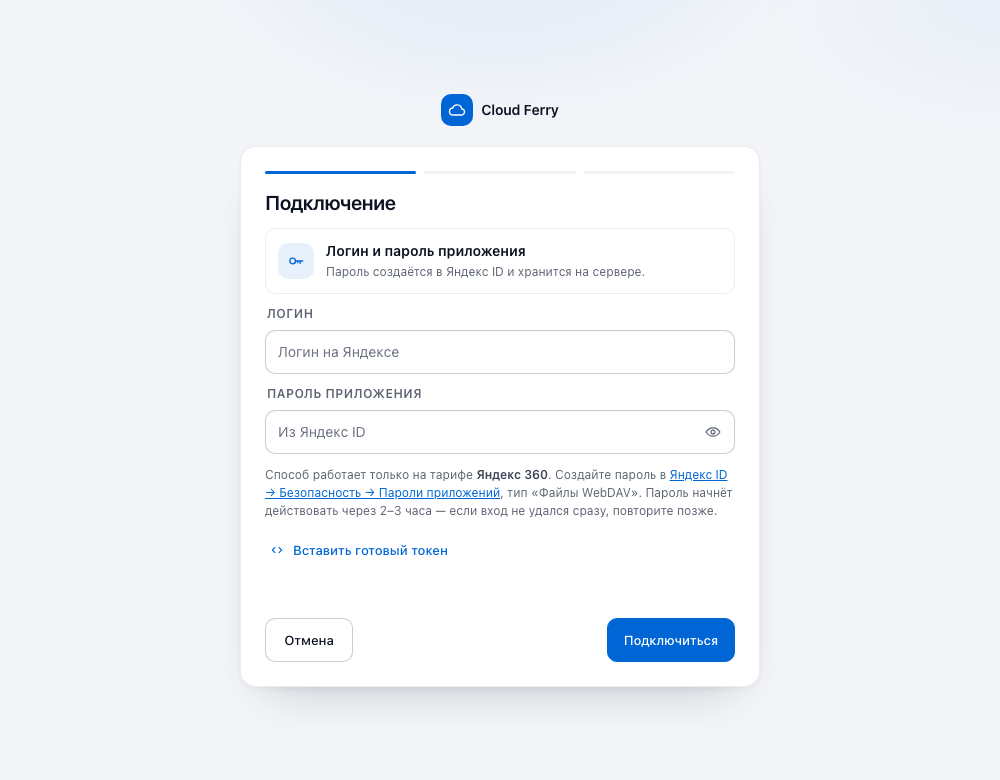 Cloud Ferry
Подключение
Логин и пароль приложения
Пароль создаётся в Яндекс ID и хранится на сервере.
ЛОГИН
Логин на Яндексе
ПАРОЛЬ ПРИЛОЖЕНИЯ
Из Яндекс ID
Способ работает только на тарифе Яндекс 360. Создайте пароль в Яндекс ID
→ Безопасность → Пароли приложений, тип «Файлы WebDAV». Пароль начнёт
действовать через 2–3 часа — если вход не удался сразу, повторите позже.
Вставить готовый токен
Отмена
Подключиться